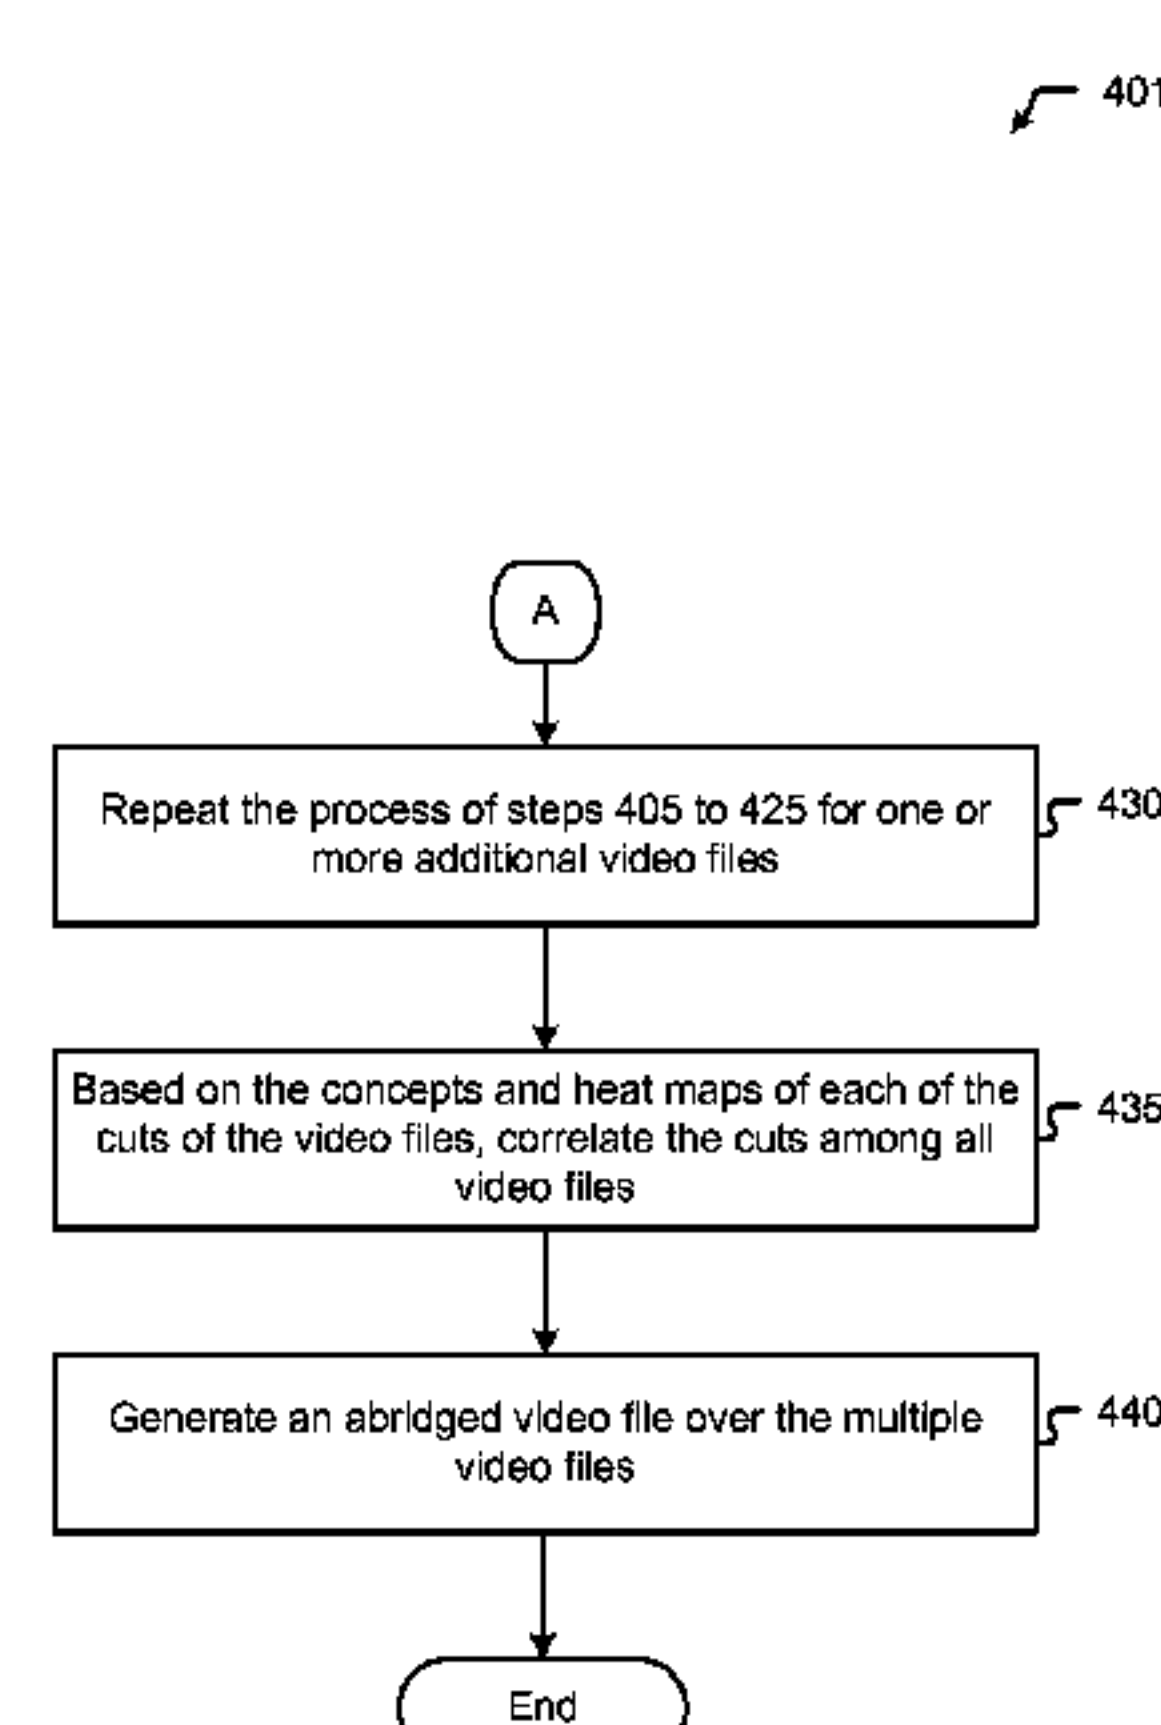 401
A
Repeat the process of steps 405 to 425 for one or
more additional video files
430
Based on the concepts and heat maps of each of the
cuts of the video files, correlate the cuts among all
video files
435
Generate an abridged video file over the multiple
video files
440
End